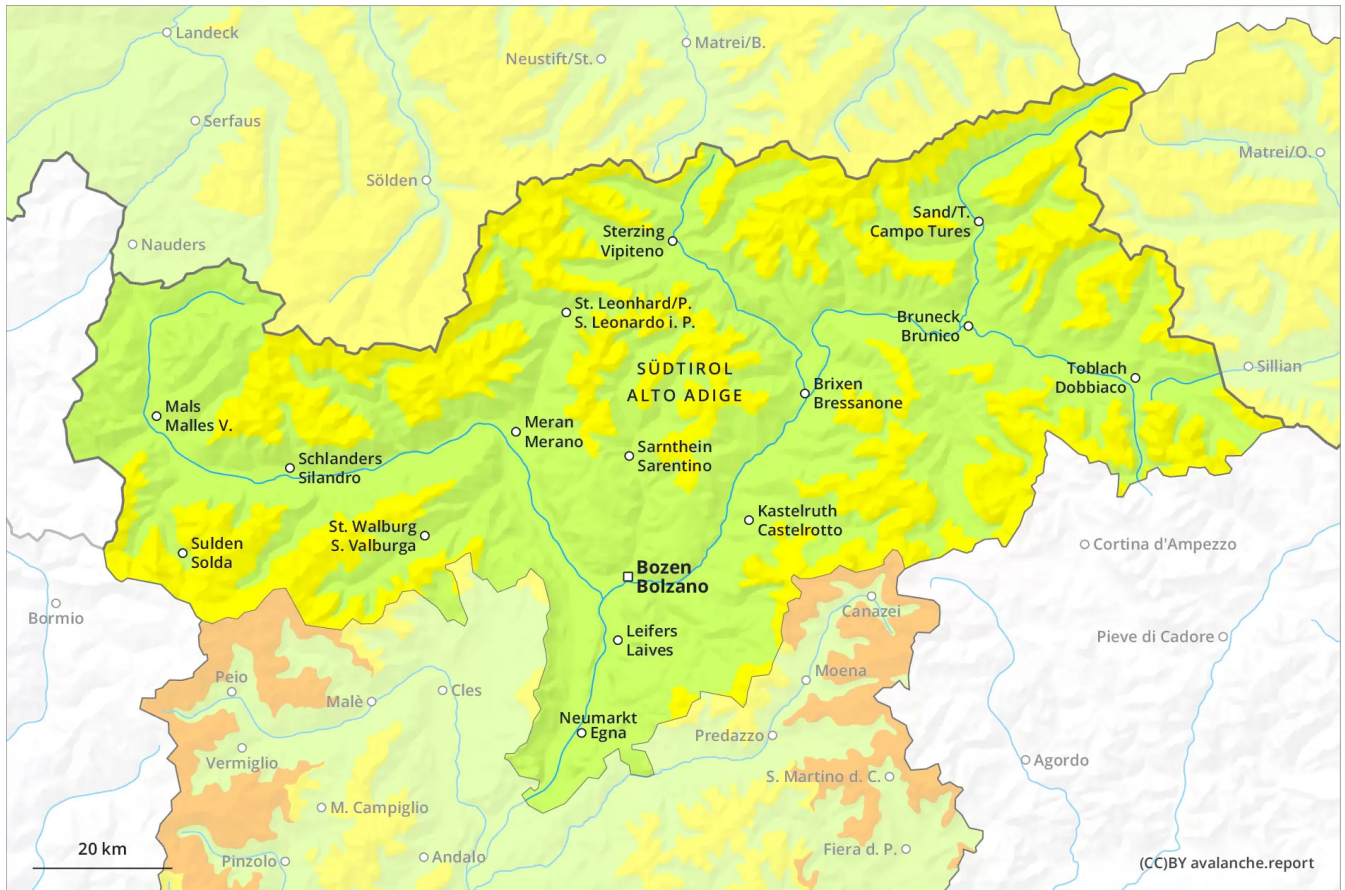 Landeck
Matrei/B.
Neustift/St.
Serfaus
Matrei/O.
Sölden
Sand/T.
Campo Tures
Sterzing
Vipiteno
Nauders
St. Leonhard/P.
S. Leonardo i. P.
Bruneck
Brunico
SÜDTIROL
ALTO ADIGE
Toblach
Dobbiaco
Sillian
Brixen
Bressanone
Mals
Malles V.
Meran
Merano
Sarnthein
Sarentino
Schlanders
Silandro
Kastelruth
Castelrotto
St. Walburg
S. Valburga
Sulden
Solda
Cortina d'Ampezzo
Bozen
Bolzano
Bormio
Canazei
Leifers
Laives
Pieve di Cadore
Peio
Moena
Malè
Cles
Neumarkt
Egna
Predazzo
Vermiglio
Agordo
S. Martino d. C.
M. Campiglio
20 km
Pinzolo
Andalo
Fiera d. P.
(CC)BY avalanche.report